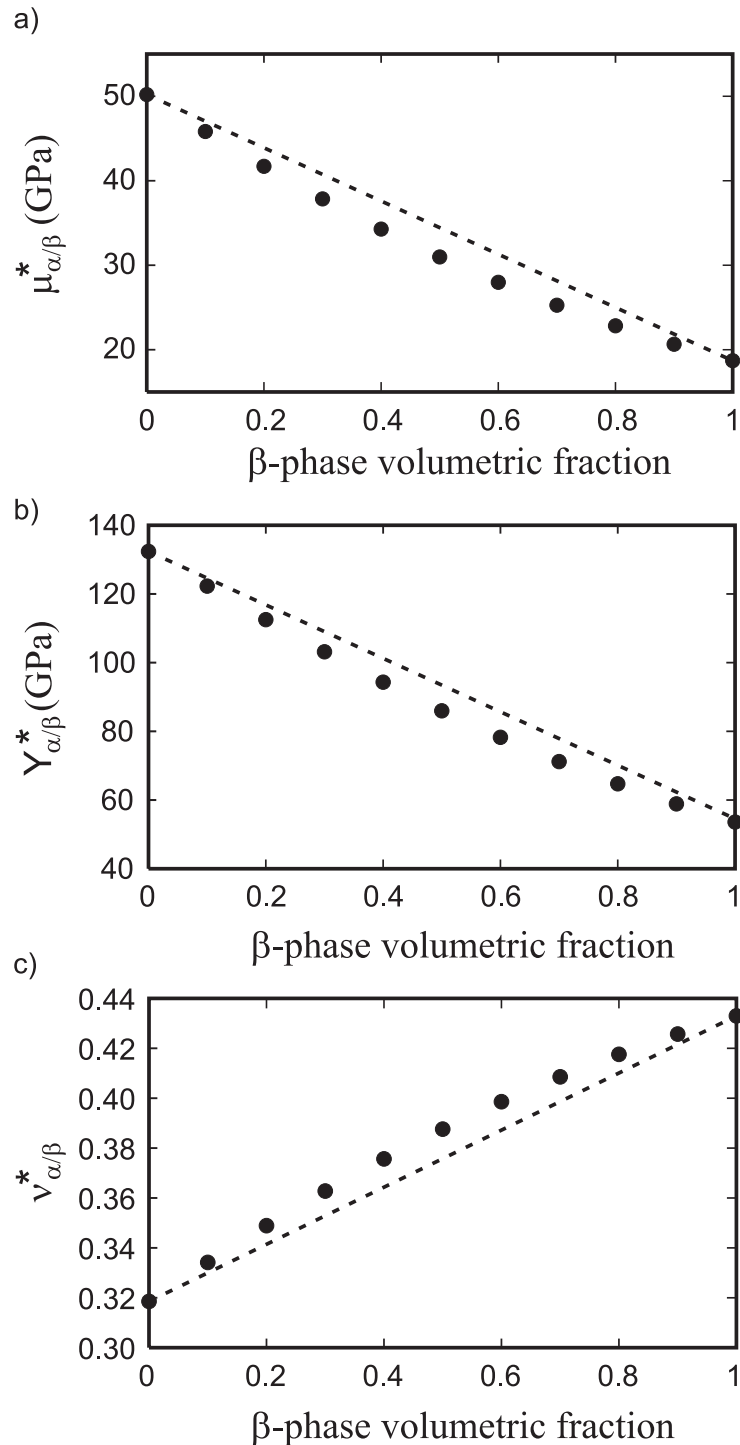 a)
50
40
30
20
μ*α/β (GPa)
0 0.2 0.4 0.6 0.8 1
β-phase volumetric fraction
b)
140
120
100
80
60
40
Y*α/β (GPa)
0 0.2 0.4 0.6 0.8 1
β-phase volumetric fraction
c)
0.44
0.42
0.40
0.38
0.36
0.34
0.32
0.30
ν*α/β
0 0.2 0.4 0.6 0.8 1
β-phase volumetric fraction